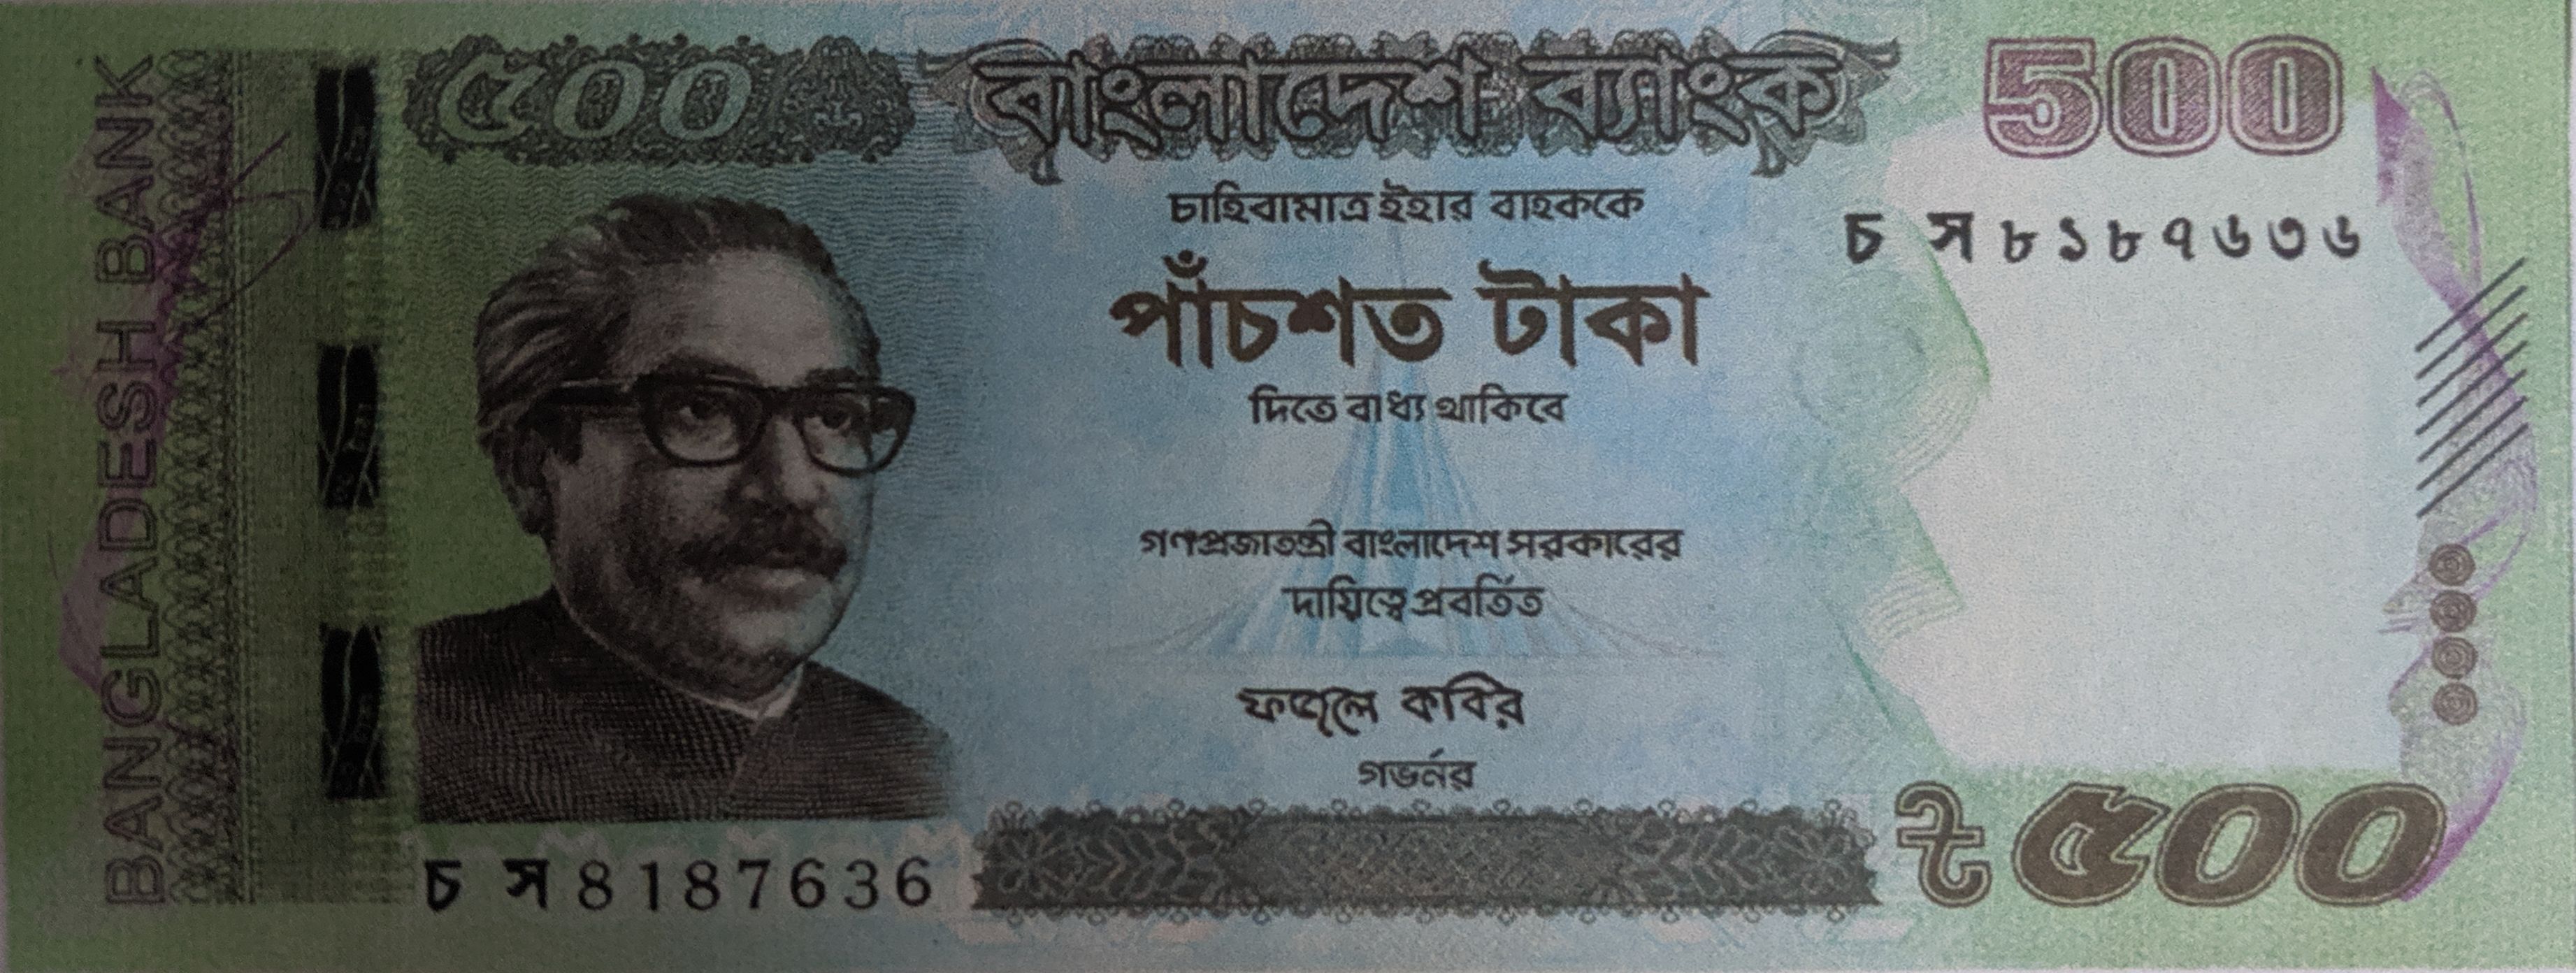 BANGLADESH BANK
৫০০
বাংলাদেশ ব্যাংক
500
চাহিবামাত্র ইহার বাহককে
চ স ৮১৮৭৬৩৬
পাঁচশত টাকা
দিতে বাধ্য থাকিবে
গণপ্রজাতন্ত্রী বাংলাদেশ সরকারের
দায়িত্বে প্রবর্তিত
ফজলে কবির
গভর্নর
চ স 8187636
৳৫০০